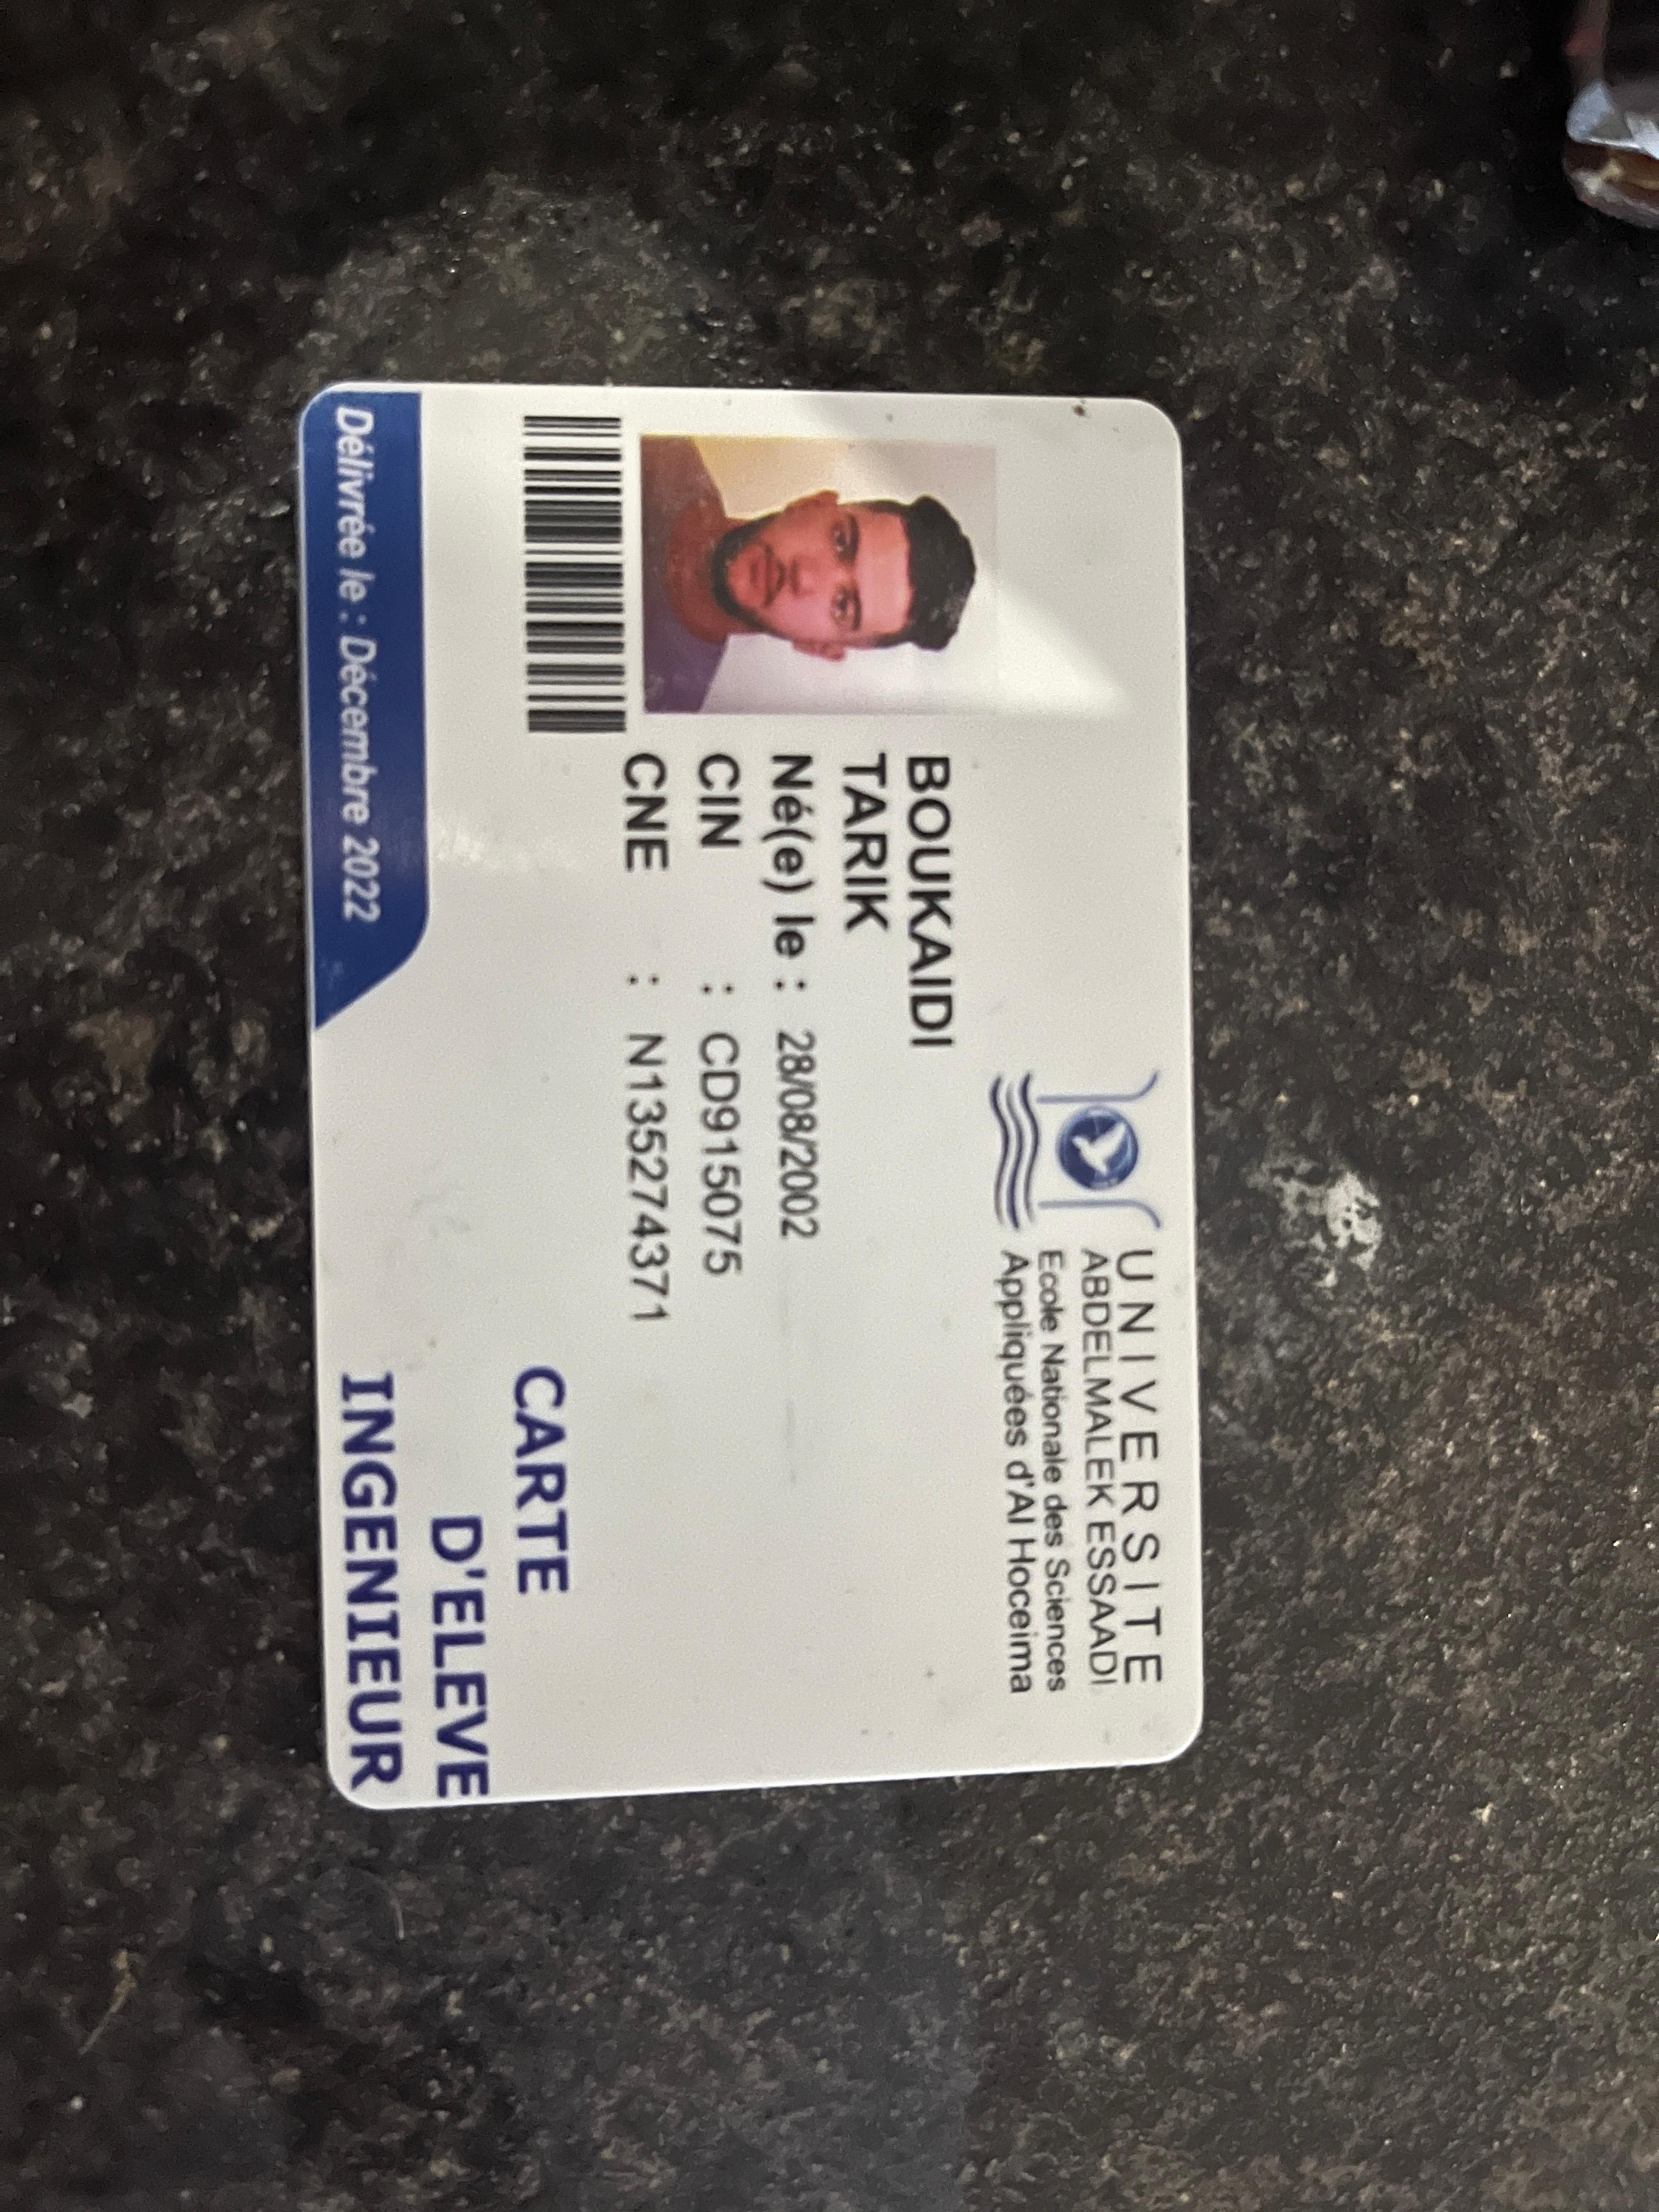 UNIVERSITE
ABDELMALEK ESSAADI
Ecole Nationale des Sciences
Appliquées d'Al Hoceima
BOUKAIDI
TARIK
Né(e) le : 28/08/2002
CIN : CD915075
CNE : N135274371
CARTE
D'ELEVE
INGENIEUR
Délivrée le : Décembre 2022